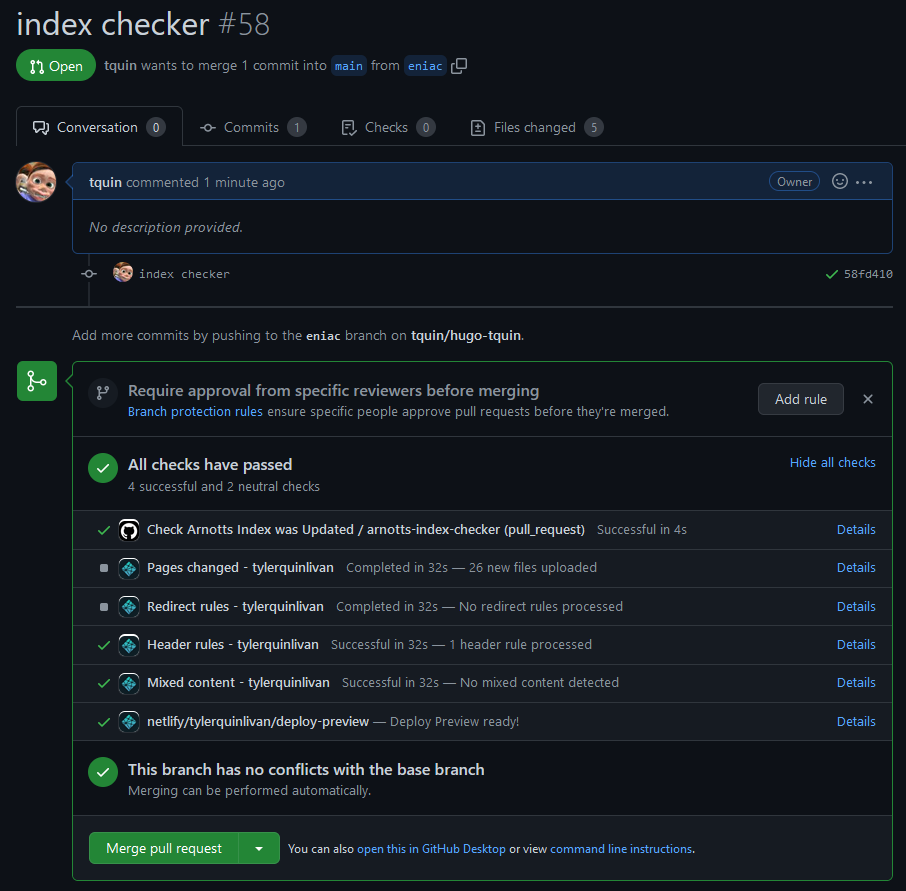 index checker #58
Open tquin wants to merge 1 commit into main from eniac
Conversation 0 Commits 1 Checks 0 Files changed 5
tquin commented 1 minute ago Owner
No description provided.
index checker 58fd410
Add more commits by pushing to the eniac branch on tquin/hugo-tquin.
Require approval from specific reviewers before merging
Branch protection rules ensure specific people approve pull requests before they're merged.
Add rule
All checks have passed
Hide all checks
4 successful and 2 neutral checks
Check Arnotts Index was Updated / arnotts-index-checker (pull_request) Successful in 4s Details
Pages changed - tylerquinlivan Completed in 32s — 26 new files uploaded Details
Redirect rules - tylerquinlivan Completed in 32s — No redirect rules processed Details
Header rules - tylerquinlivan Successful in 32s — 1 header rule processed Details
Mixed content - tylerquinlivan Successful in 32s — No mixed content detected Details
netlify/tylerquinlivan/deploy-preview — Deploy Preview ready! Details
This branch has no conflicts with the base branch
Merging can be performed automatically.
Merge pull request You can also open this in GitHub Desktop or view command line instructions.